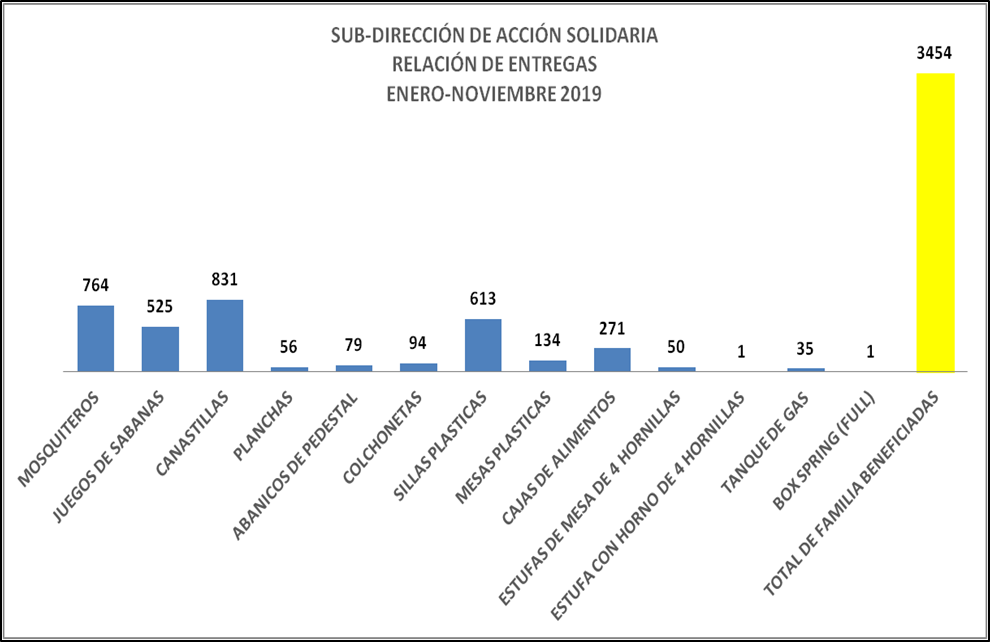 SUB-DIRECCIÓN DE ACCIÓN SOLIDARIA
RELACIÓN DE ENTREGAS
ENERO-NOVIEMBRE 2019
764
525
831
56
79
94
613
134
271
50
1
35
1
3454
MOSQUITEROS
JUEGOS DE SABANAS
CANASTILLAS
PLANCHAS
ABANICOS DE PEDESTAL
COLCHONETAS
SILLAS PLASTICAS
MESAS PLASTICAS
CAJAS DE ALIMENTOS
ESTUFAS DE MESA DE 4 HORNILLAS
ESTUFA CON HORNO DE 4 HORNILLAS
TANQUE DE GAS
BOX SPRING (FULL)
TOTAL DE FAMILIA BENEFICIADAS